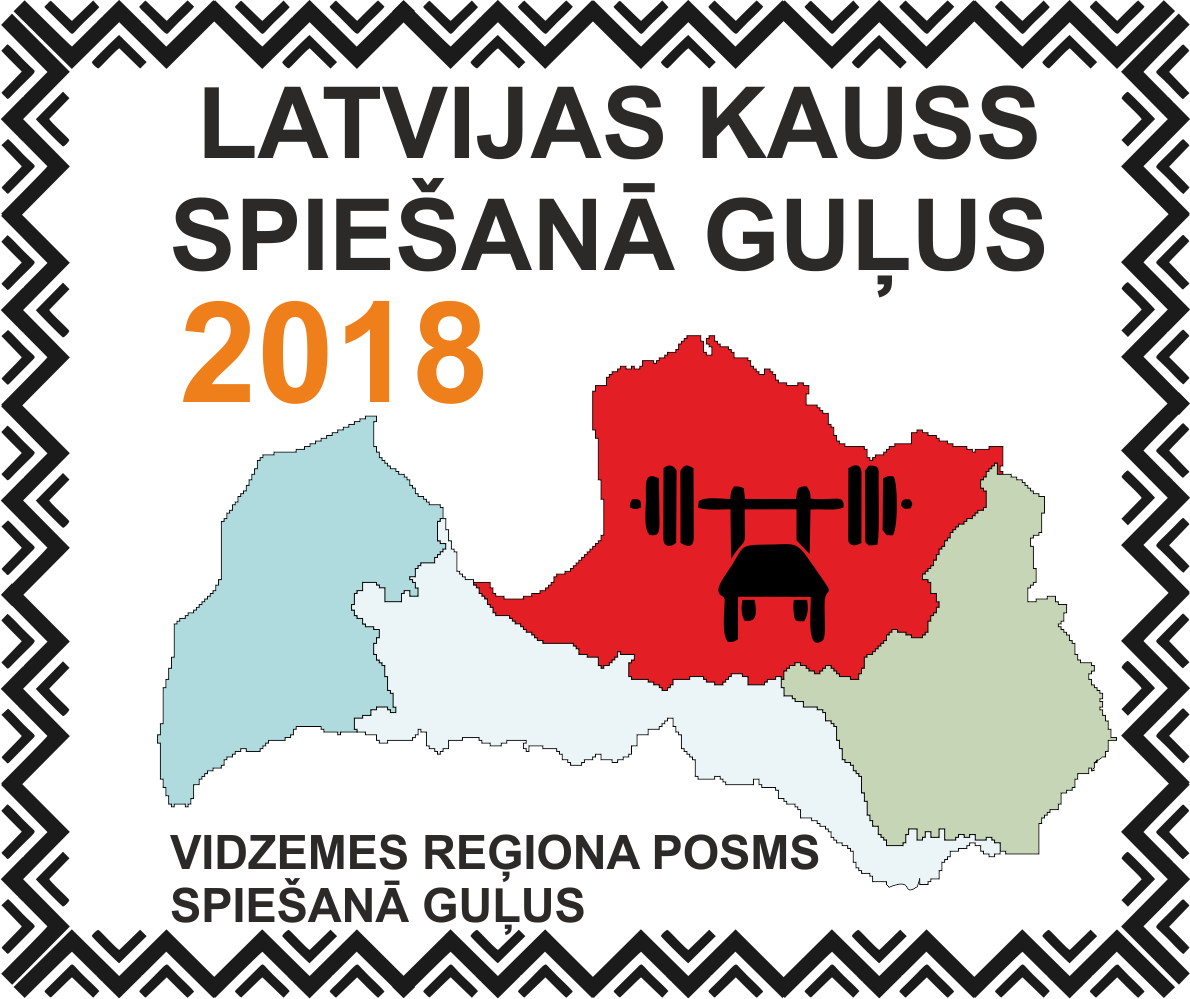 LATVIJAS KAUSS
SPIEŠANĀ GUĻUS
2018
VIDZEMES REĢIONA POSMS
SPIEŠANĀ GUĻUS